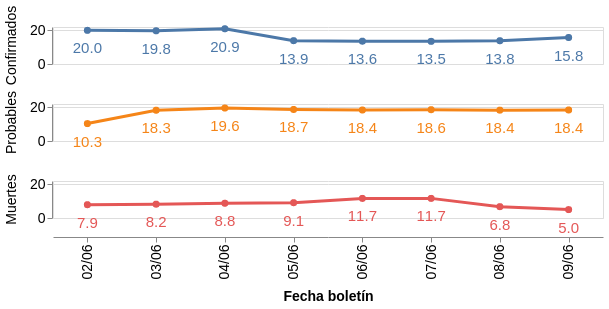 Confirmados
20
0
20.0 19.8 20.9 13.9 13.6 13.5 13.8 15.8
Probables
20
0
10.3 18.3 19.6 18.7 18.4 18.6 18.4 18.4
Muertes
20
0
7.9 8.2 8.8 9.1 11.7 11.7 6.8 5.0
02/06 03/06 04/06 05/06 06/06 07/06 08/06 09/06
Fecha boletín